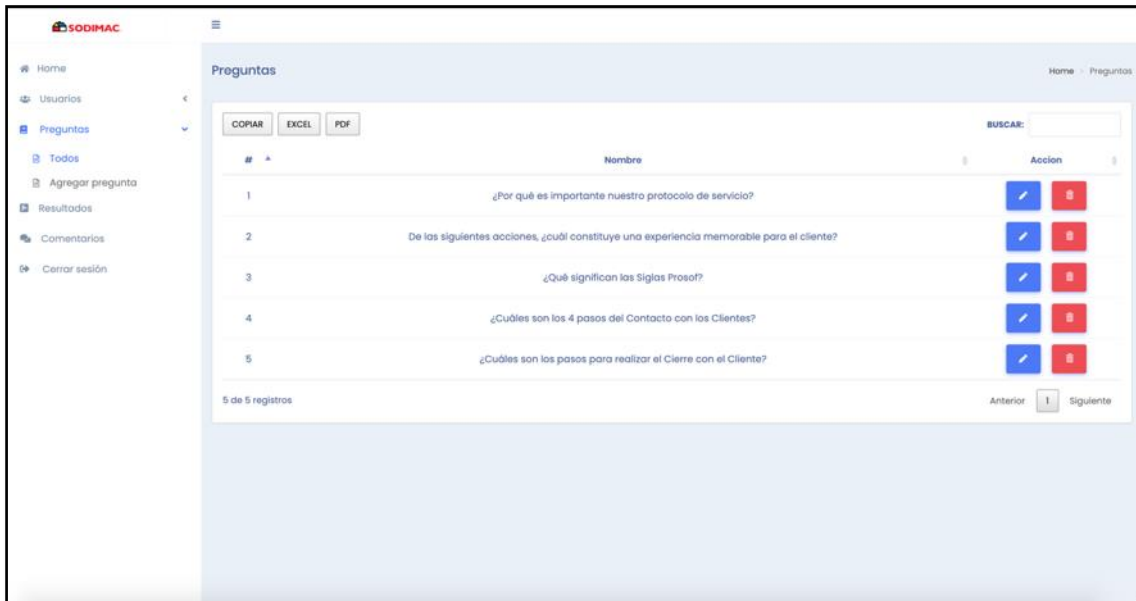 SODIMAC
Home
Usuarios
Preguntas
Todos
Agregar pregunta
Resultados
Comentarios
Cerrar sesión
Preguntas
Home > Preguntas
COPIAR EXCEL PDF
BUSCAR:
# Nombre Accion
1 ¿Por qué es importante nuestro protocolo de servicio?
2 De las siguientes acciones, ¿cuál constituye una experiencia memorable para el cliente?
3 ¿Qué significan las Siglas Prosof?
4 ¿Cuáles son los 4 pasos del Contacto con los Clientes?
5 ¿Cuáles son los pasos para realizar el Cierre con el Cliente?
5 de 5 registros
Anterior 1 Siguiente